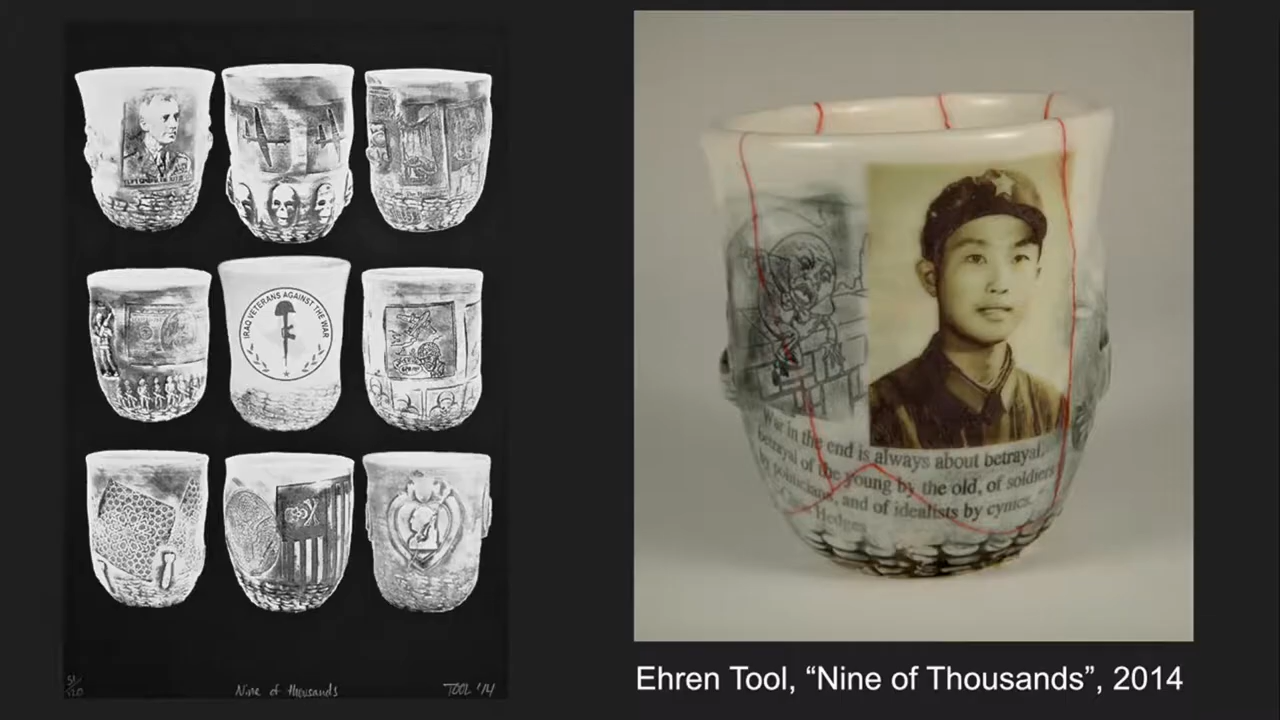 IRAQ VETERANS AGAINST THE WAR
Nine of thousands
TOOL '14
War in the end is always about betrayal,
betrayal of the young by the old, of soldiers
by politicians, and of idealists by cynics.
Hedges
Ehren Tool, “Nine of Thousands”, 2014